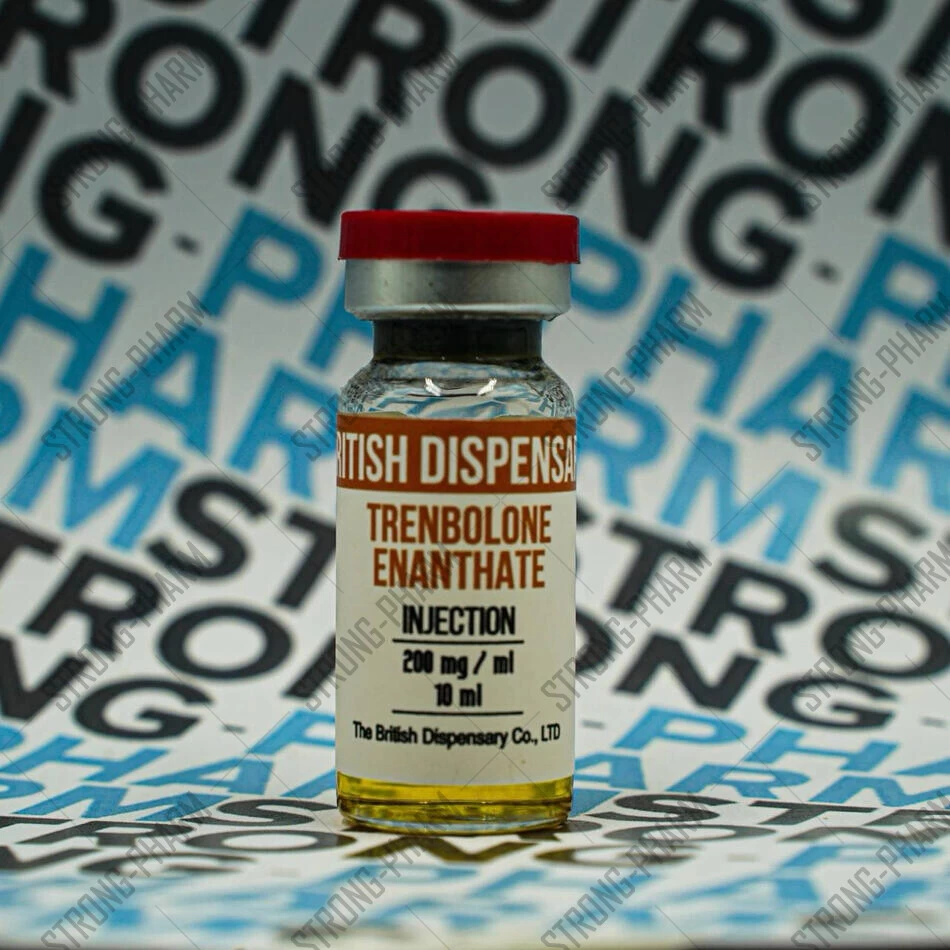 RITISH DISPENSA
TRENBOLONE
ENANTHATE
INJECTION
200 mg / ml
10 ml
The British Dispensary Co., LTD
STRONG-PHARM